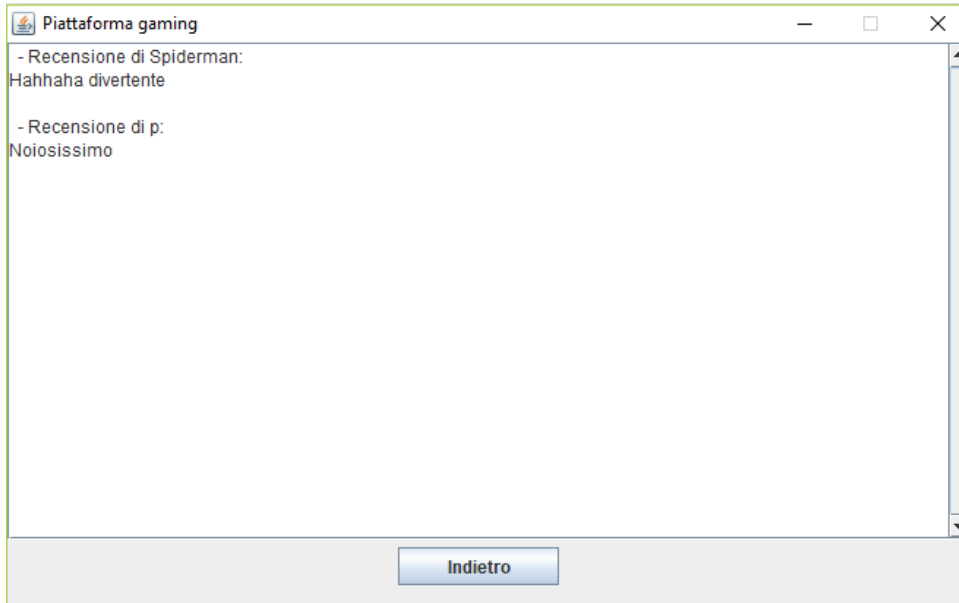 Piattaforma gaming
- Recensione di Spiderman:
Hahhaha divertente
- Recensione di p:
Noiosissimo
Indietro